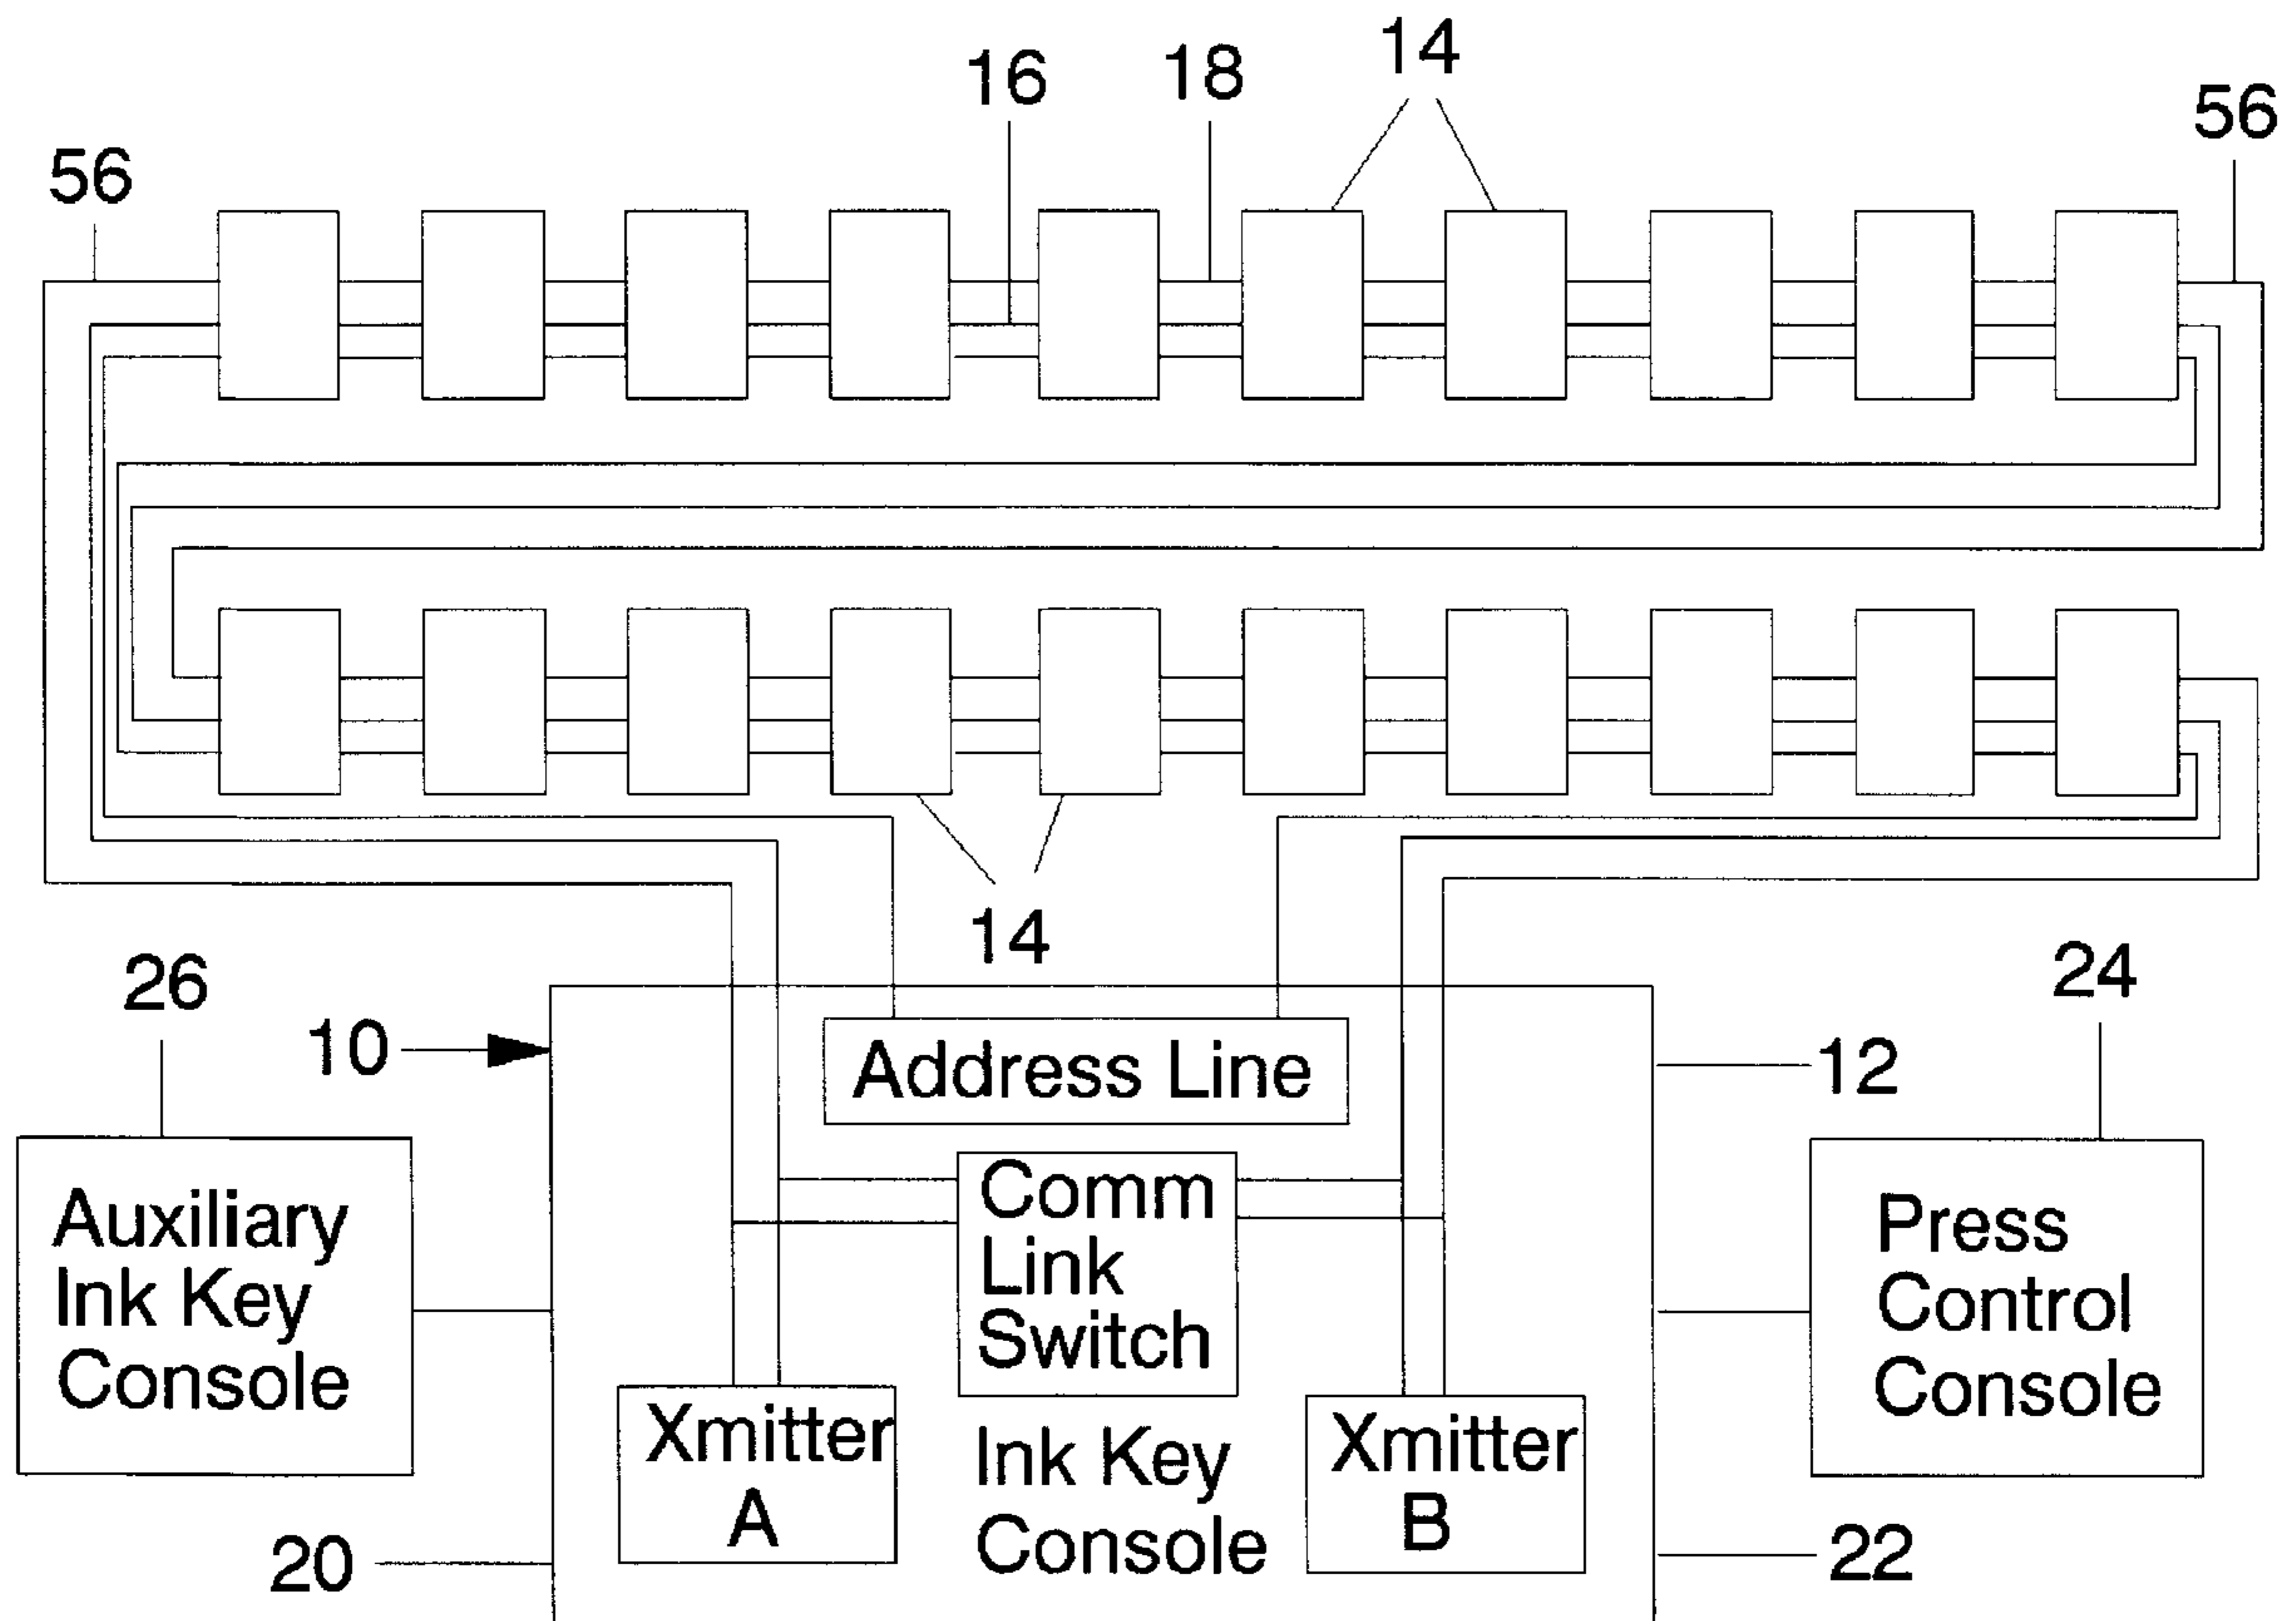 14
16
18
56
56
14
26
24
10
Address Line
12
Auxiliary
Ink Key
Console
Comm
Link
Switch
Press
Control
Console
Xmitter
A
Ink Key
Console
Xmitter
B
20
22